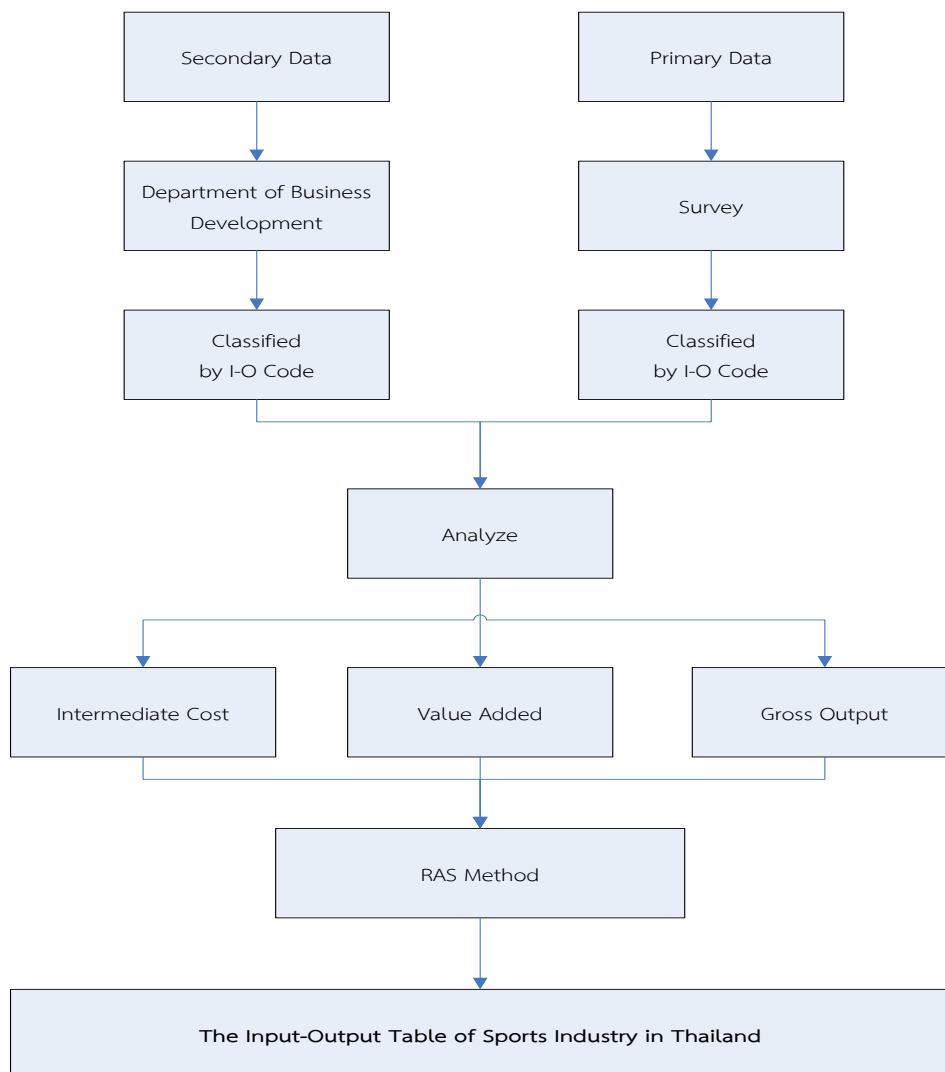 Secondary Data
Primary Data
Department of Business
Development
Survey
Classified
by I-O Code
Classified
by I-O Code
Analyze
Intermediate Cost
Value Added
Gross Output
RAS Method
The Input-Output Table of Sports Industry in Thailand